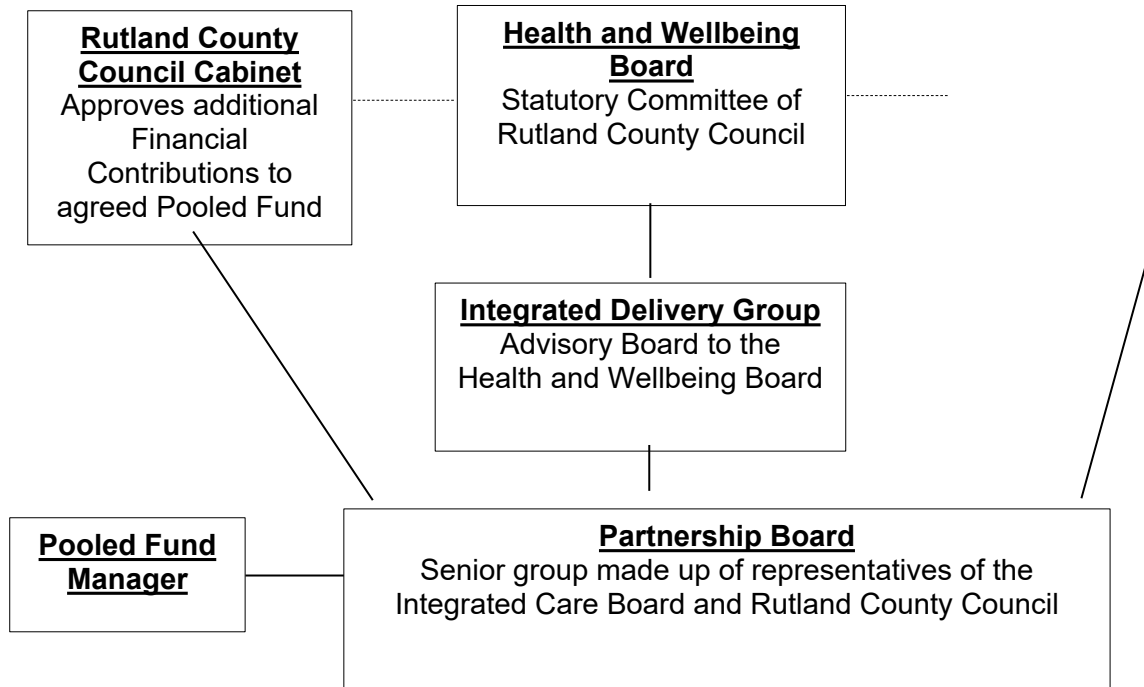 Rutland County
Council Cabinet
Approves additional
Financial
Contributions to
agreed Pooled Fund
Health and Wellbeing
Board
Statutory Committee of
Rutland County Council
Integrated Delivery Group
Advisory Board to the
Health and Wellbeing Board
Pooled Fund
Manager
Partnership Board
Senior group made up of representatives of the
Integrated Care Board and Rutland County Council